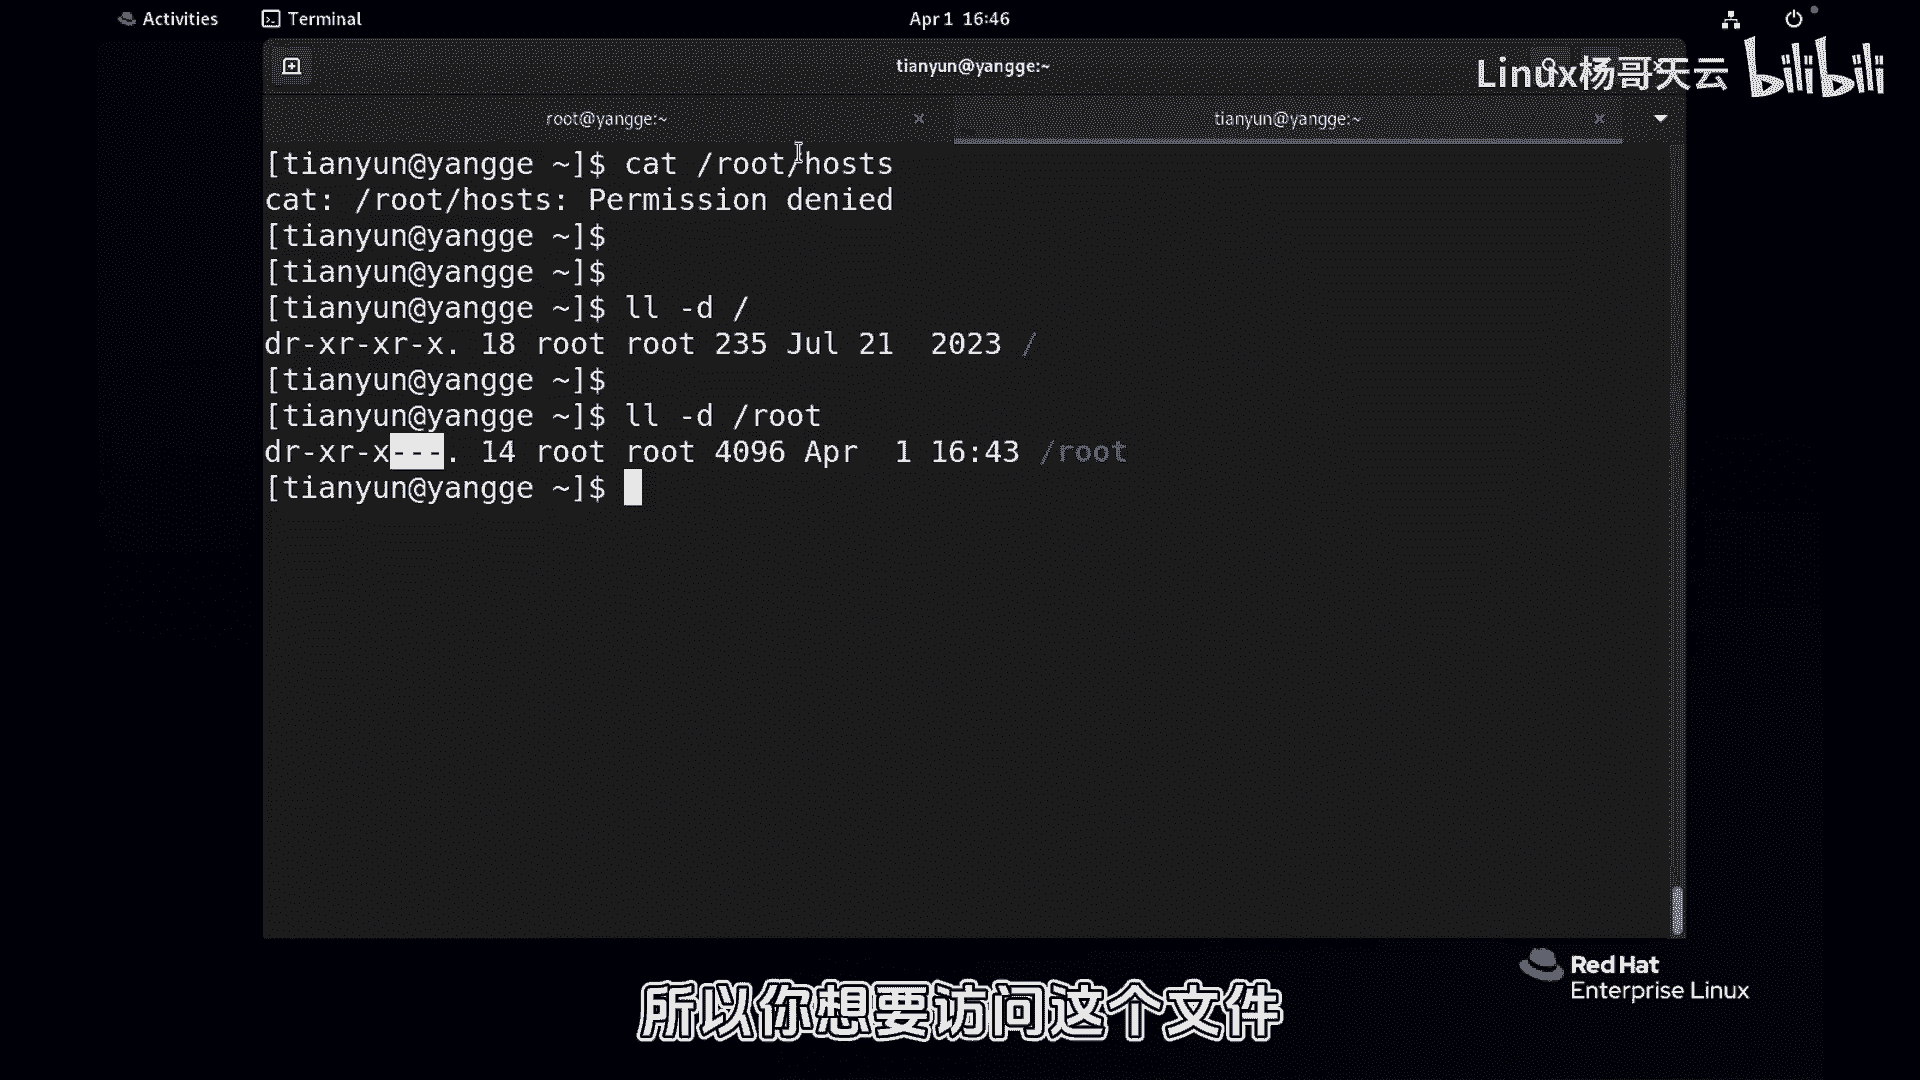 Activities
Terminal
Apr 1 16:46
tianyun@yangge:~
Linux杨哥天云 bilibili
root@yangge:~
tianyun@yangge:~
[tianyun@yangge ~]$ cat /root/hosts
cat: /root/hosts: Permission denied
[tianyun@yangge ~]$
[tianyun@yangge ~]$
[tianyun@yangge ~]$ ll -d /
dr-xr-xr-x. 18 root root 235 Jul 21  2023 /
[tianyun@yangge ~]$
[tianyun@yangge ~]$ ll -d /root
dr-xr-x---. 14 root root 4096 Apr  1 16:43 /root
[tianyun@yangge ~]$
Red Hat
Enterprise Linux
所以你想要访问这个文件